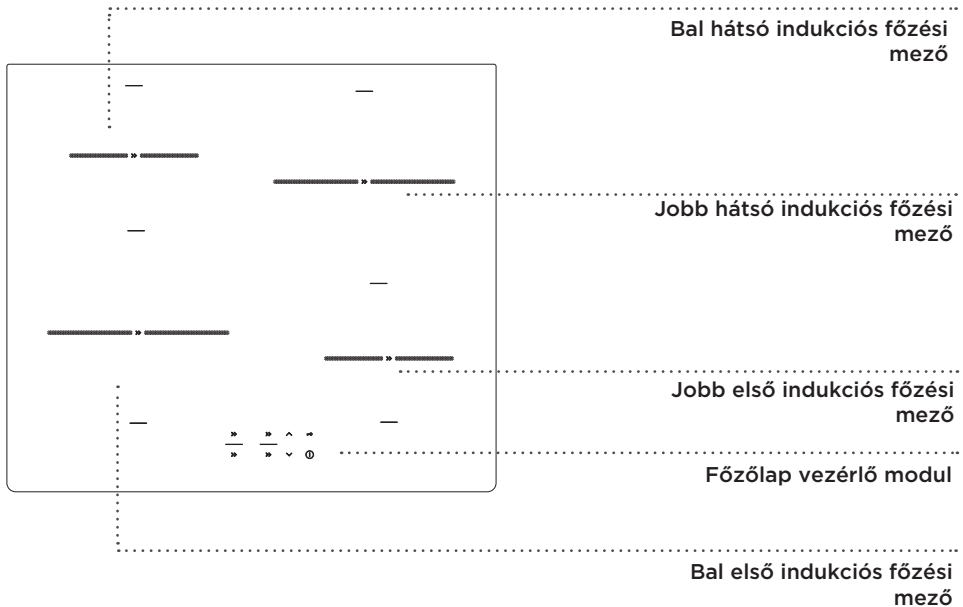 Bal hátsó indukciós főzési
mező
Jobb hátsó indukciós főzési
mező
Jobb első indukciós főzési
mező
Főzőlap vezérlő modul
Bal első indukciós főzési
mező